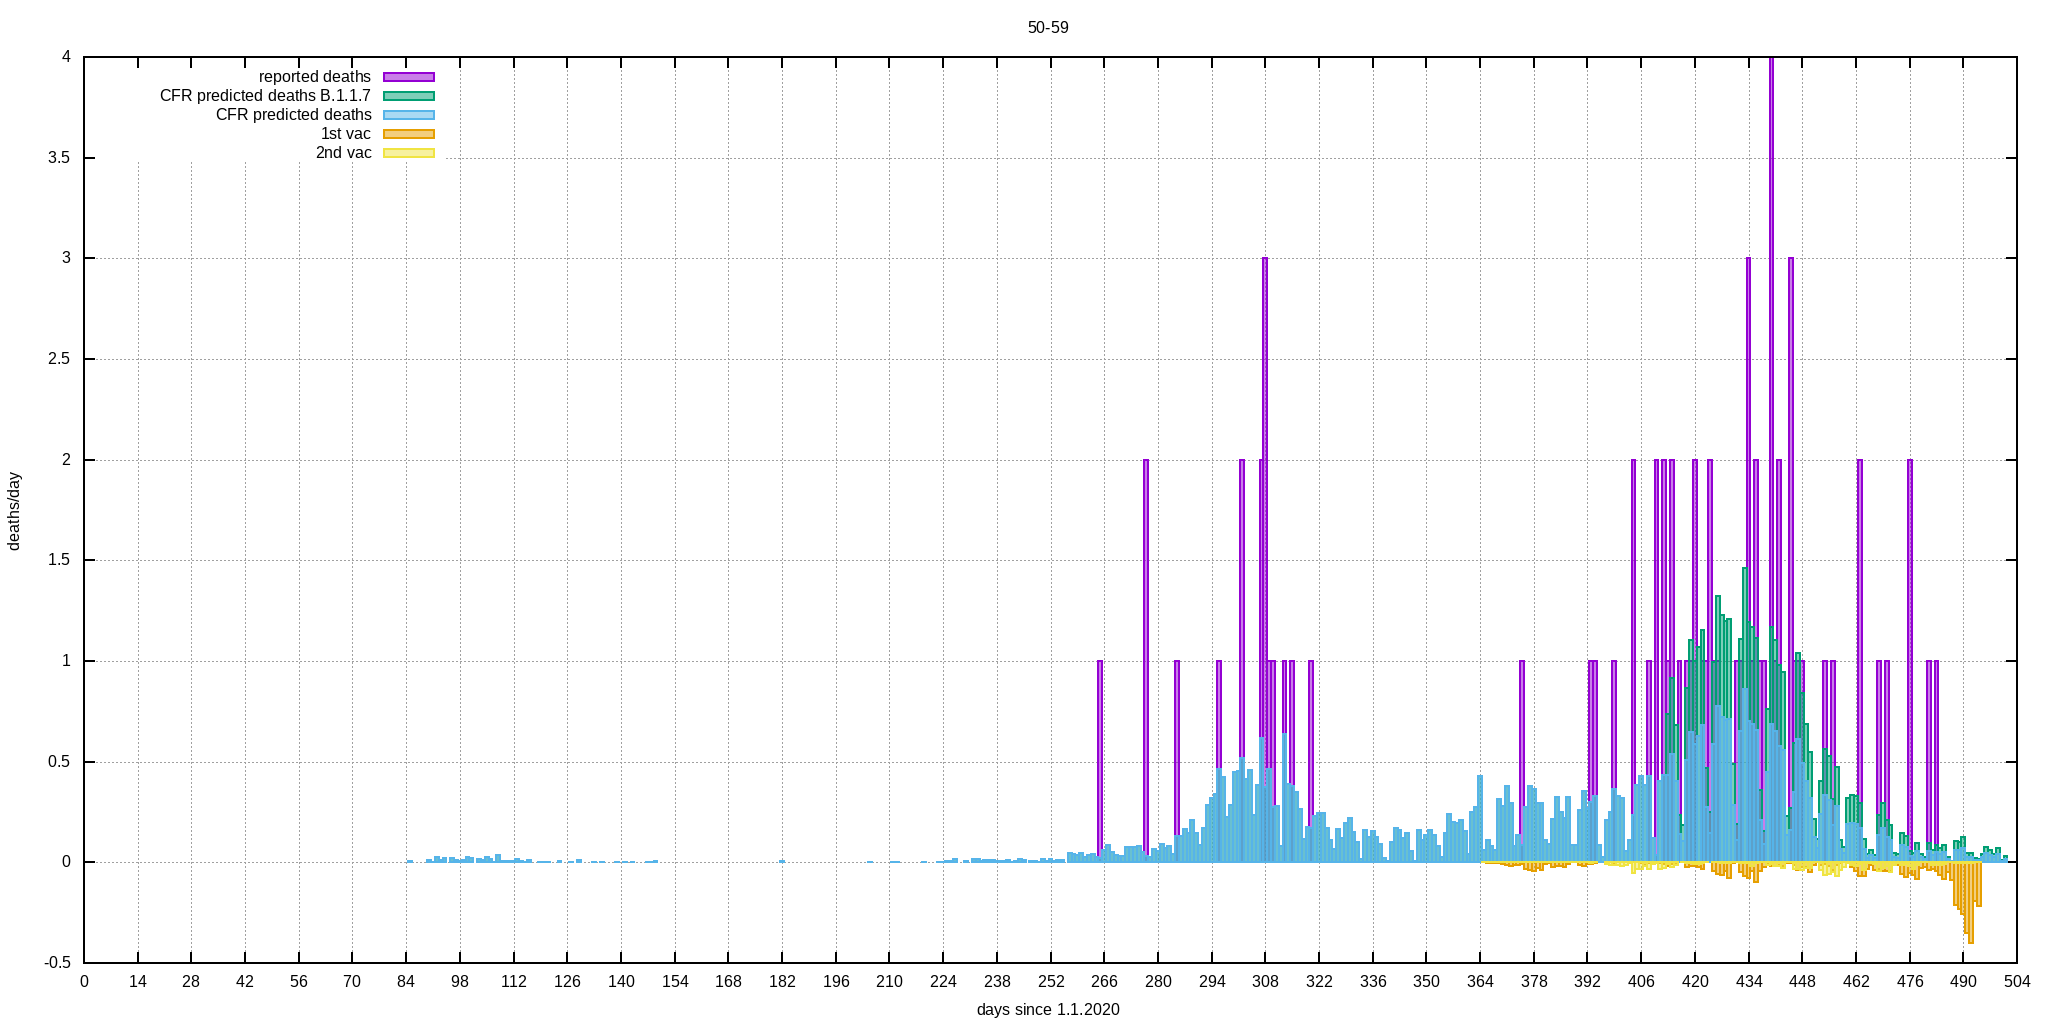 50-59
reported deaths
CFR predicted deaths B.1.1.7
CFR predicted deaths
1st vac
2nd vac
4
3.5
3
2.5
2
1.5
1
0.5
0
-0.5
deaths/day
0 14 28 42 56 70 84 98 112 126 140 154 168 182 196 210 224 238 252 266 280 294 308 322 336 350 364 378 392 406 420 434 448 462 476 490 504
days since 1.1.2020